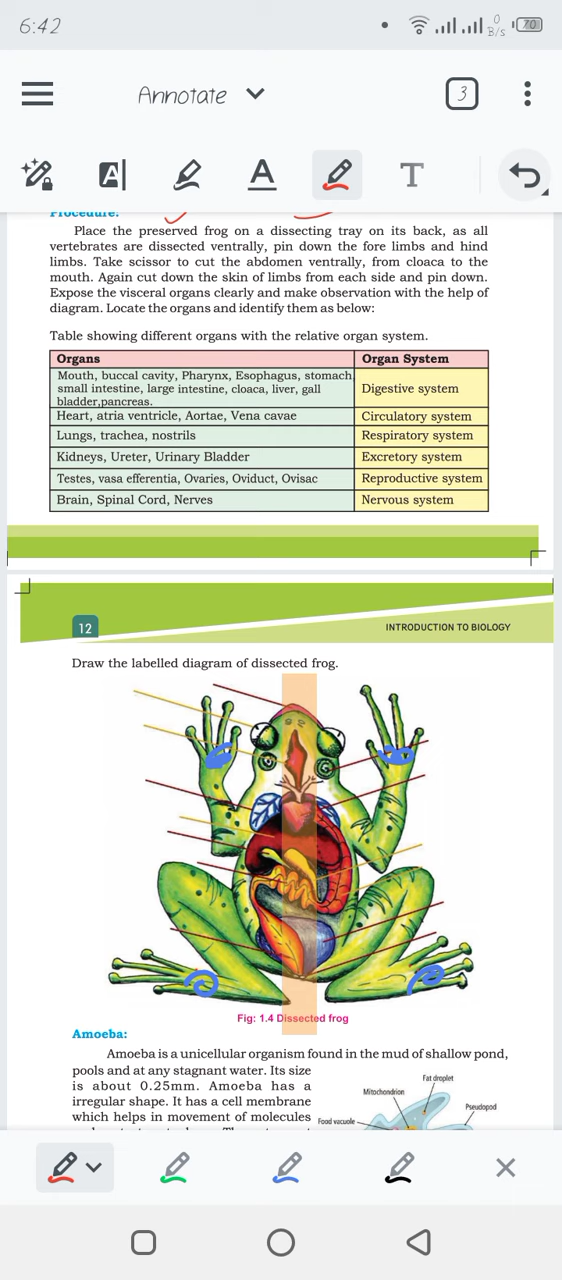 6:42
0
B/s
70
Annotate
3
A
A
T
Procedure:
Place the preserved frog on a dissecting tray on its back, as all
vertebrates are dissected ventrally, pin down the fore limbs and hind
limbs. Take scissor to cut the abdomen ventrally, from cloaca to the
mouth. Again cut down the skin of limbs from each side and pin down.
Expose the visceral organs clearly and make observation with the help of
diagram. Locate the organs and identify them as below:
Table showing different organs with the relative organ system.
Organs Organ System
Mouth, buccal cavity, Pharynx, Esophagus, stomach,
small intestine, large intestine, cloaca, liver, gall
bladder,pancreas.
Digestive system
Heart, atria ventricle, Aortae, Vena cavae Circulatory system
Lungs, trachea, nostrils Respiratory system
Kidneys, Ureter, Urinary Bladder Excretory system
Testes, vasa efferentia, Ovaries, Oviduct, Ovisac Reproductive system
Brain, Spinal Cord, Nerves Nervous system
12
INTRODUCTION TO BIOLOGY
Draw the labelled diagram of dissected frog.
Fig: 1.4 Dissected frog
Amoeba:
Amoeba is a unicellular organism found in the mud of shallow pond,
pools and at any stagnant water. Its size
is about 0.25mm. Amoeba has a
irregular shape. It has a cell membrane
which helps in movement of molecules
Fat droplet
Mitochondrion
Pseudopod
Food vacuole